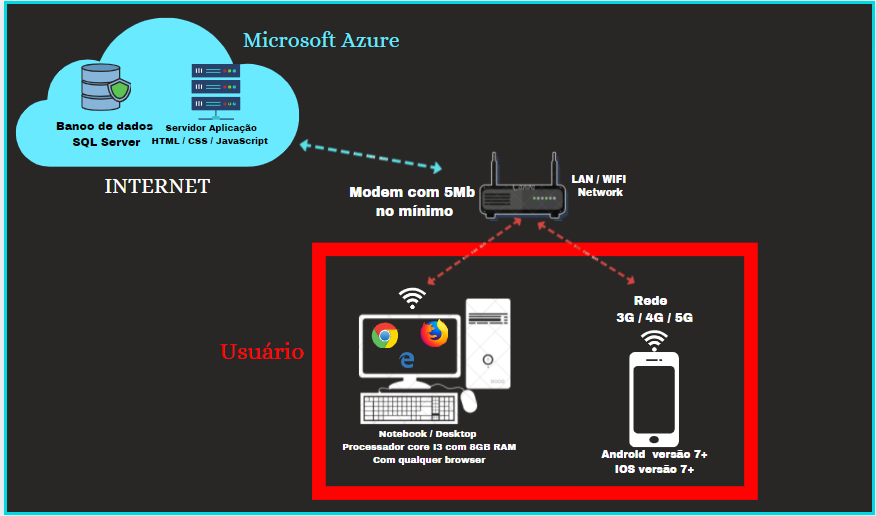 Microsoft Azure
Banco de dados
SQL Server
Servidor Aplicação
HTML / CSS / JavaScript
INTERNET
Modem com 5Mb
no mínimo
LAN / WIFI
Network
Usuário
Rede
3G / 4G / 5G
Notebook / Desktop
Processador core I3 com 8GB RAM
Com qualquer browser
Android versão 7+
IOS versão 7+